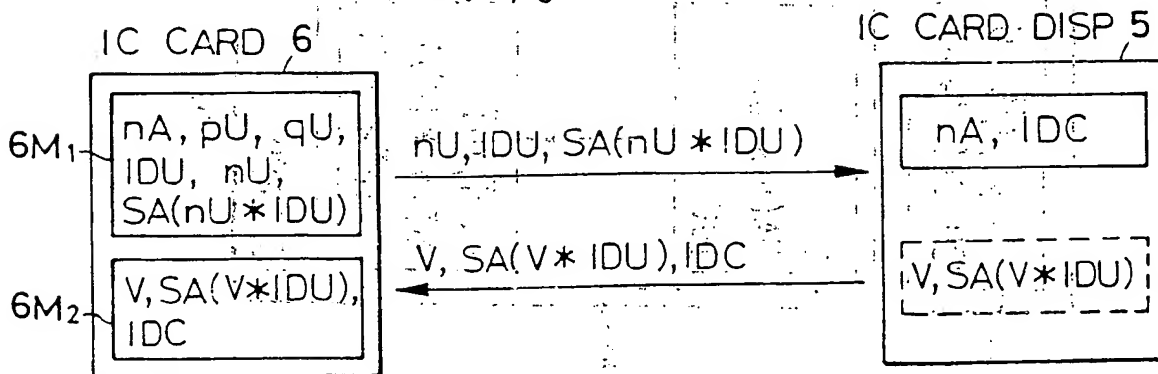 IC CARD 6
IC CARD DISP 5
6M1
nA, pU, qU,
IDU, nU,
SA(nU*IDU)
nU, IDU, SA(nU*IDU)
nA, IDC
6M2
V, SA(V*IDU),
IDC
V, SA(V* IDU), IDC
V, SA(V*IDU)